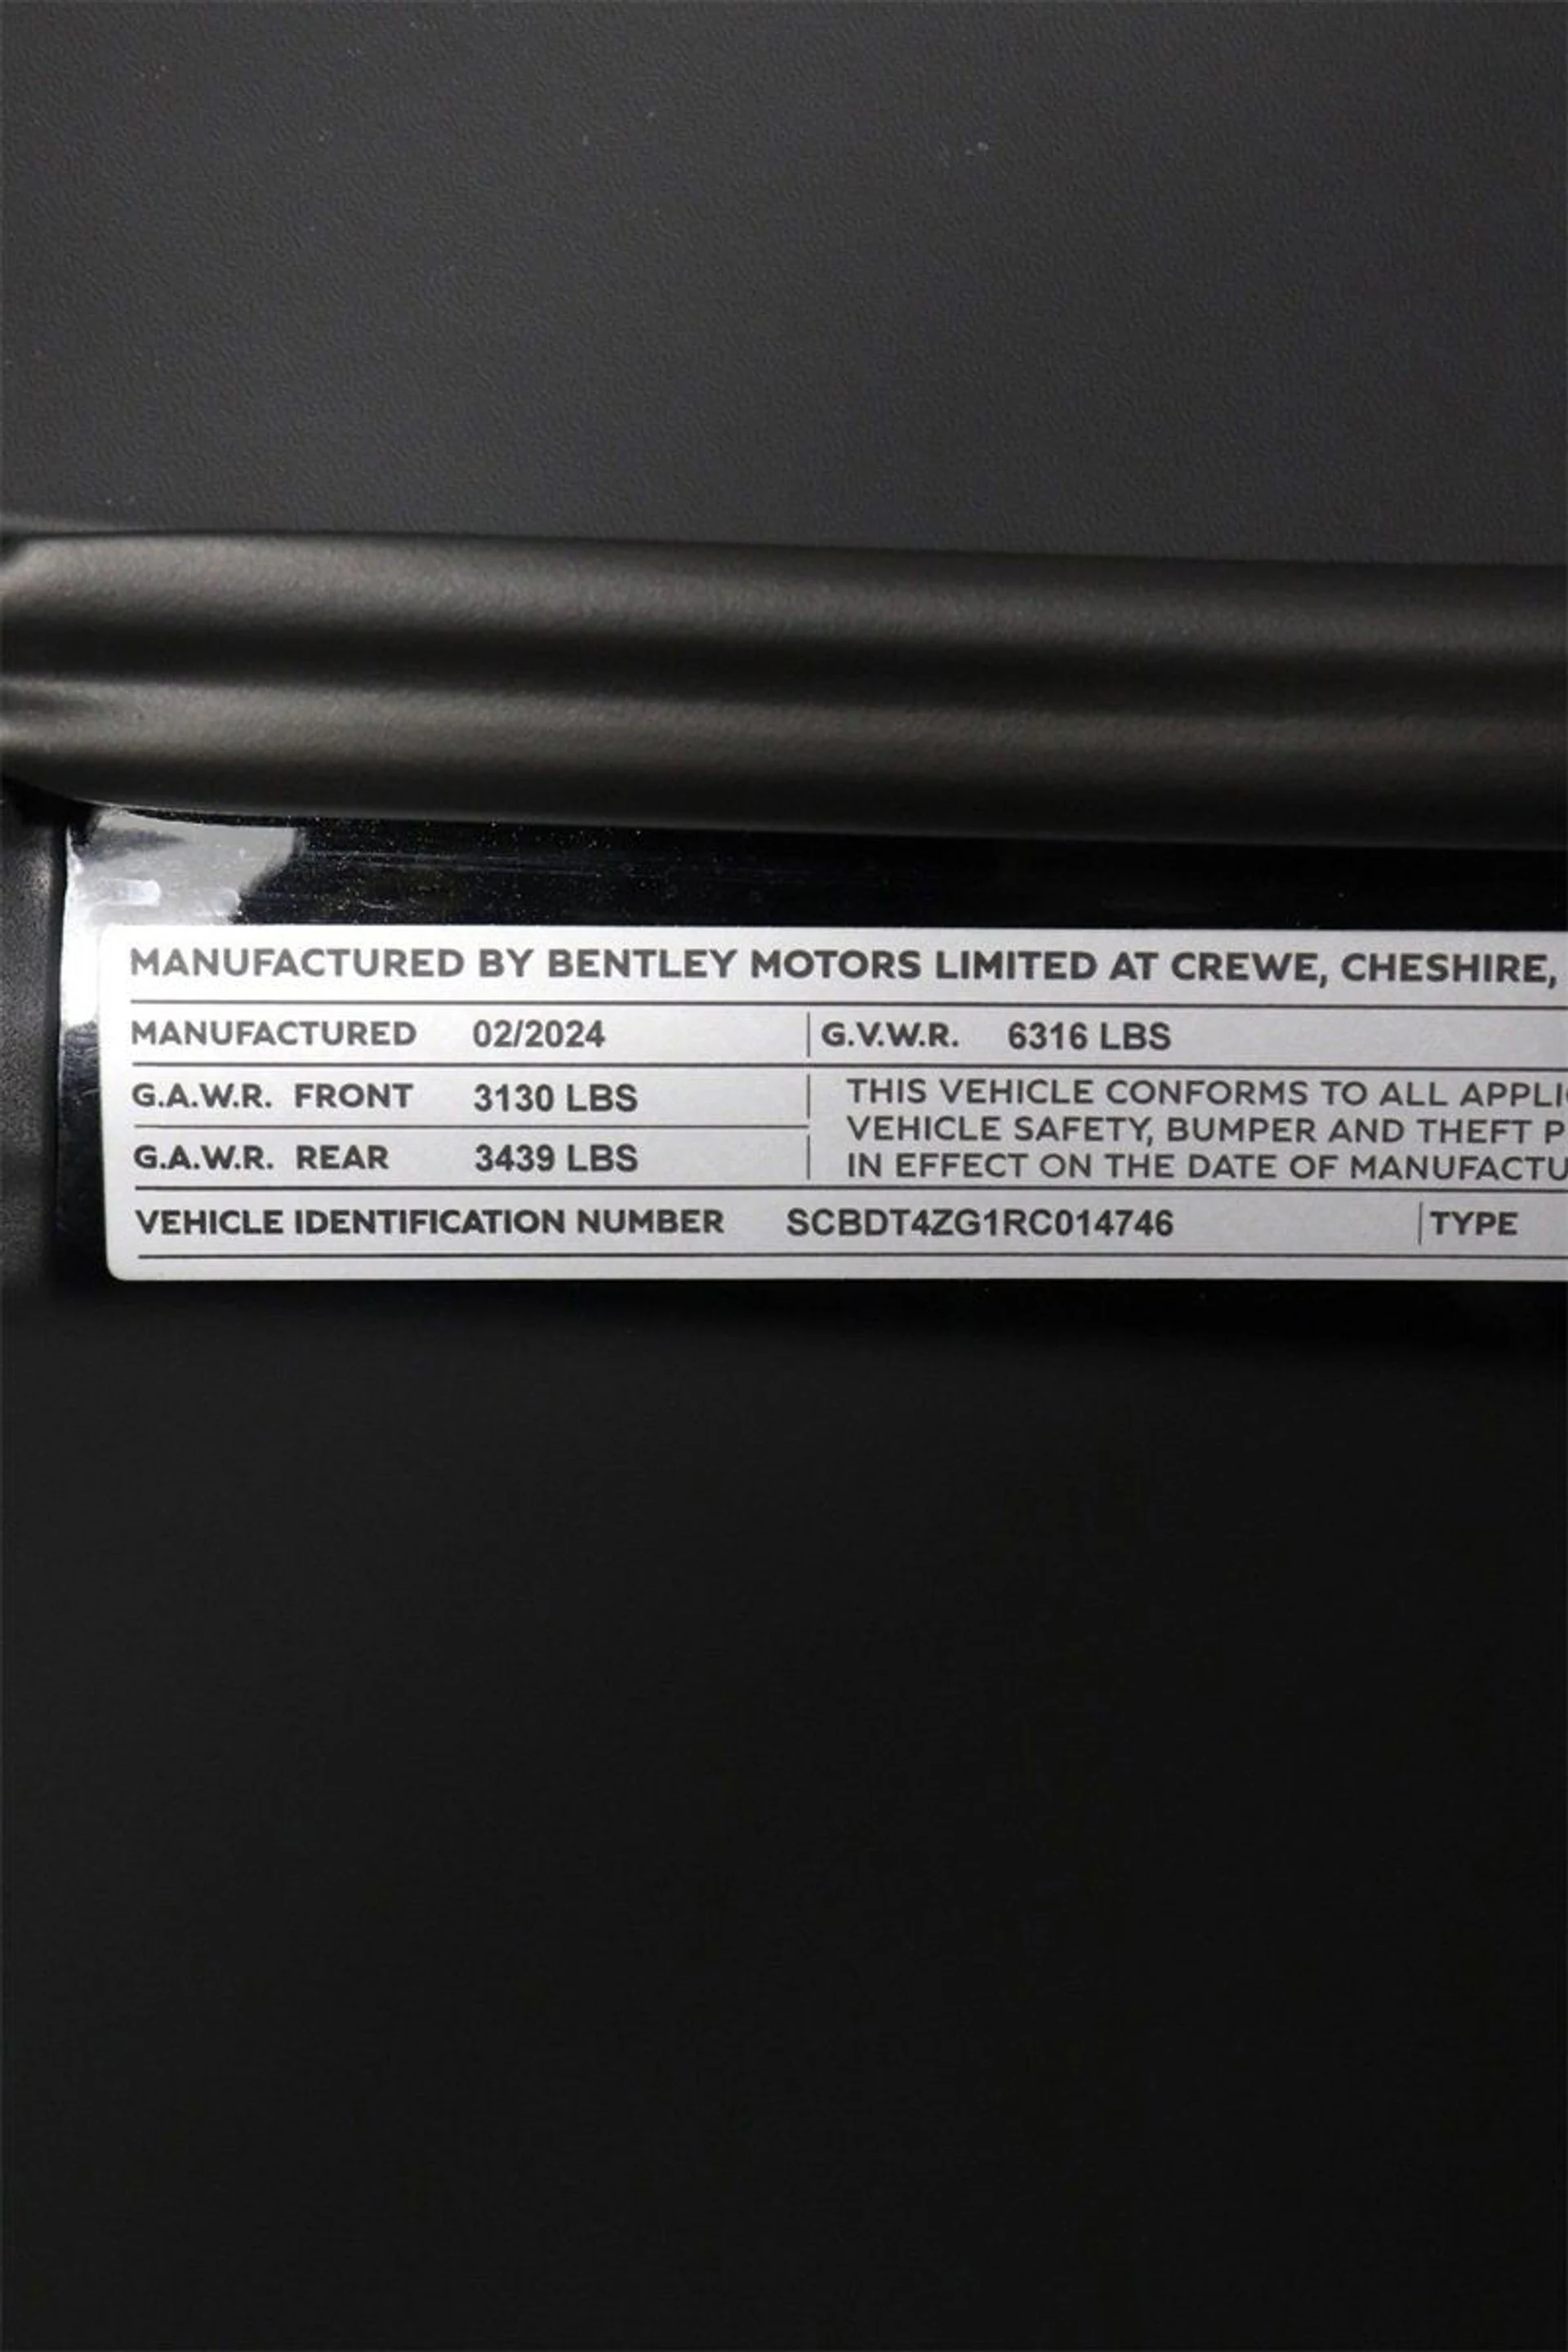 MANUFACTURED BY BENTLEY MOTORS LIMITED AT CREWE, CHESHIRE,
MANUFACTURED 02/2024 G.V.W.R. 6316 LBS
G.A.W.R. FRONT 3130 LBS
G.A.W.R. REAR 3439 LBS
THIS VEHICLE CONFORMS TO ALL
VEHICLE SAFETY, BUMPER AND THEFT
IN EFFECT ON THE DATE OF
VEHICLE IDENTIFICATION NUMBER SCBDT4ZG1RC014746 TYPE